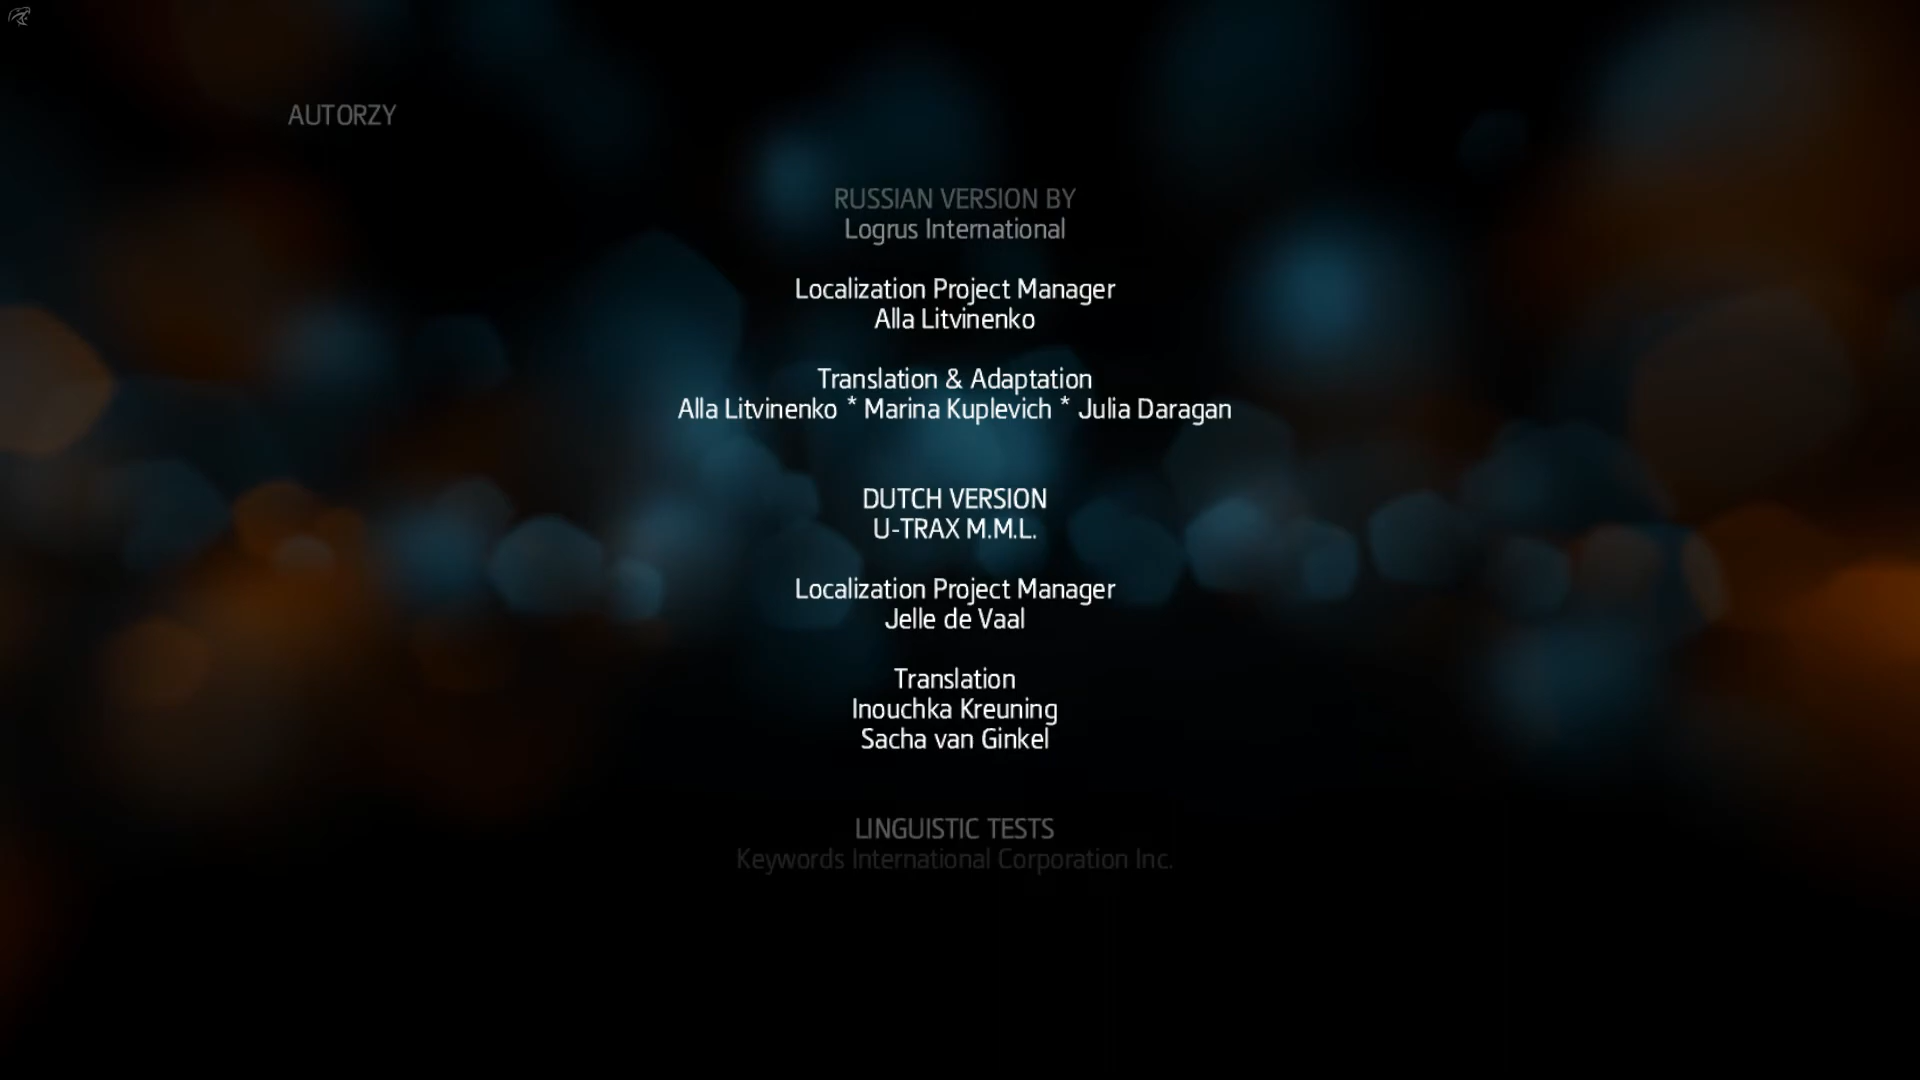 AUTORZY
RUSSIAN VERSION BY
Logrus International
Localization Project Manager
Alla Litvinenko
Translation & Adaptation
Alla Litvinenko * Marina Kuplevich * Julia Daragan
DUTCH VERSION
U-TRAX M.M.L.
Localization Project Manager
Jelle de Vaal
Translation
Inouchka Kreuning
Sacha van Ginkel
LINGUISTIC TESTS
Keywords International Corporation Inc.